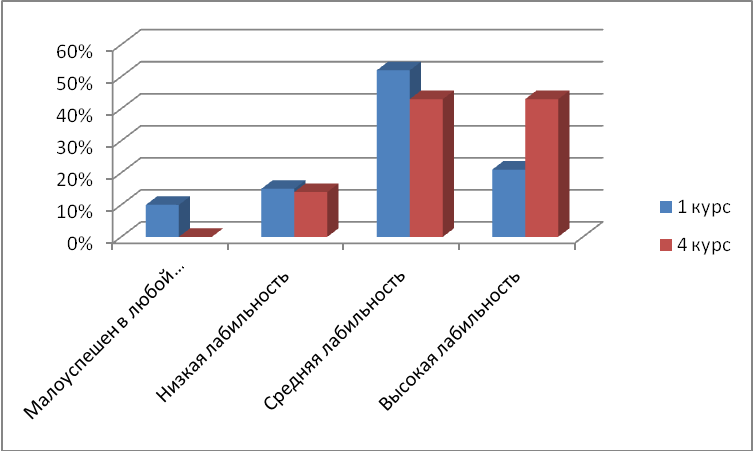 60%
50%
40%
30%
20%
10%
0%
Малоуспешен в любой...
Низкая лабильность
Средняя лабильность
Высокая лабильность
1 курс
4 курс